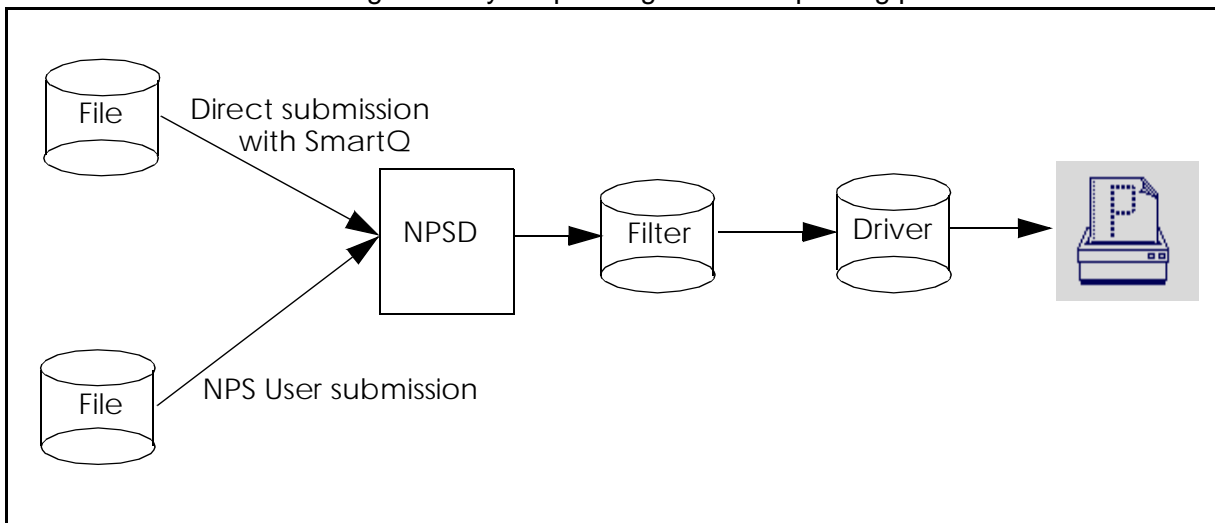 File
Direct submission
with SmartQ
NPSD
Filter
Driver
P
File
NPS User submission